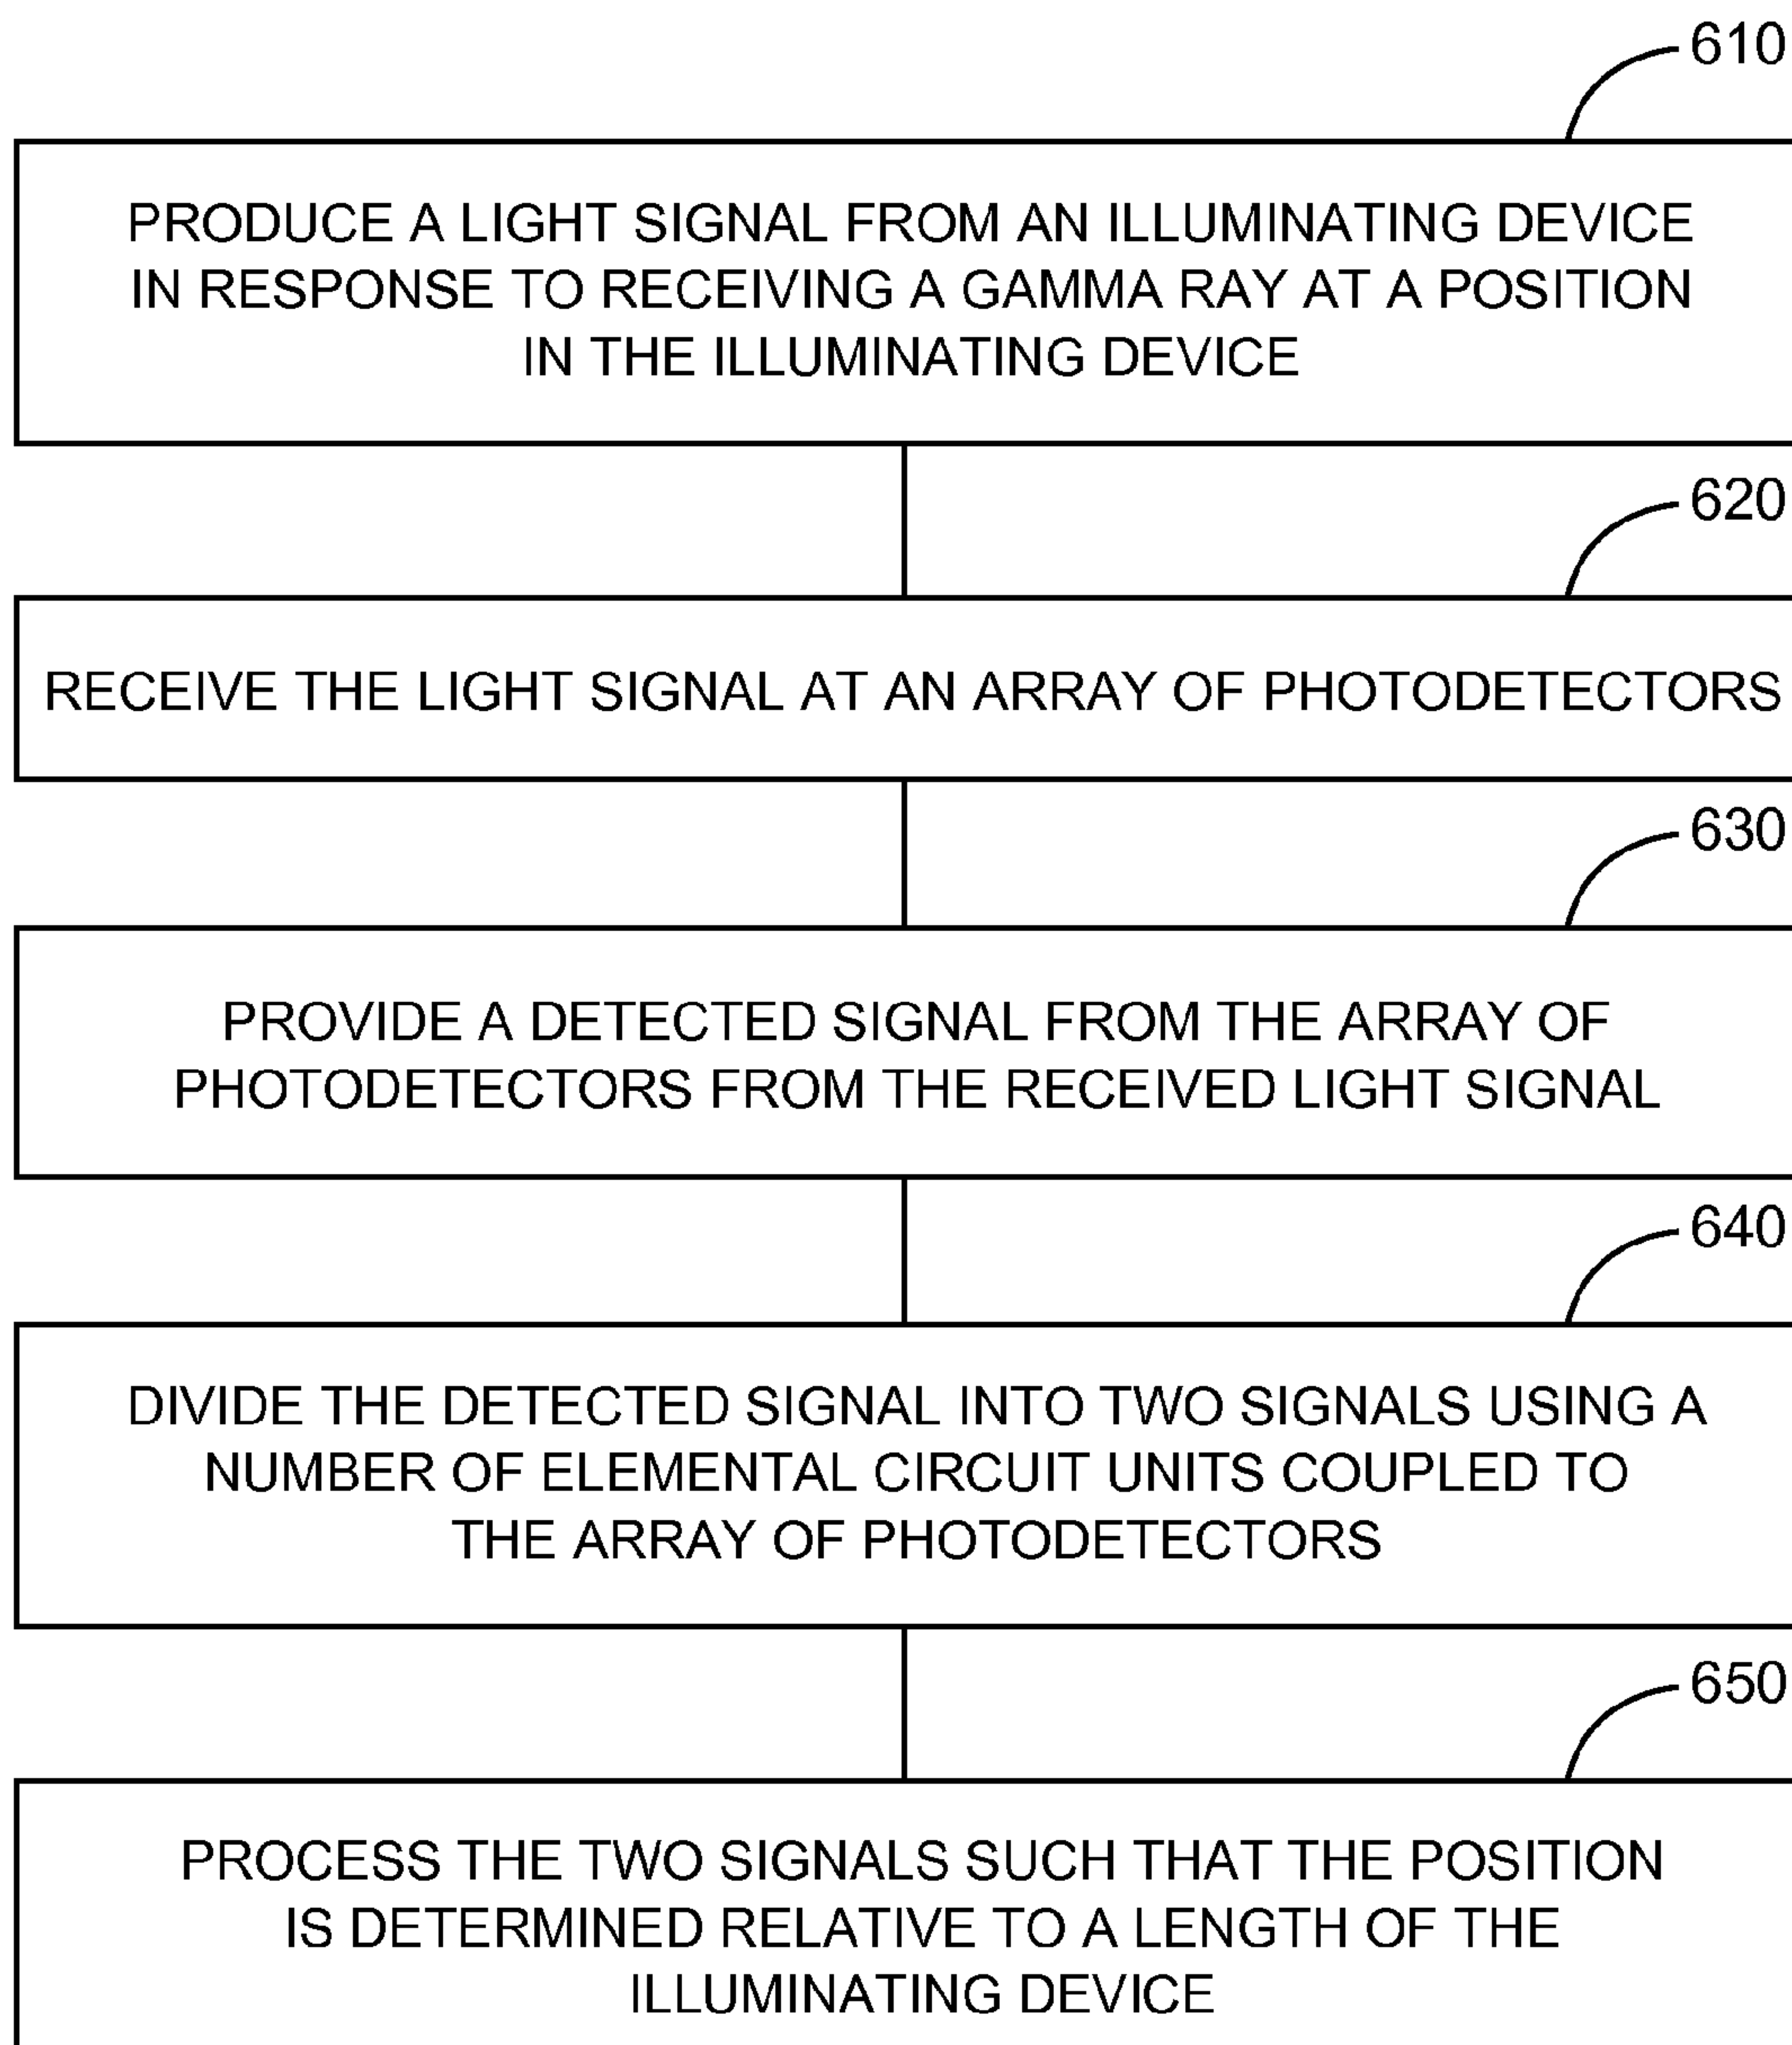 610
PRODUCE A LIGHT SIGNAL FROM AN ILLUMINATING DEVICE
IN RESPONSE TO RECEIVING A GAMMA RAY AT A POSITION
IN THE ILLUMINATING DEVICE
620
RECEIVE THE LIGHT SIGNAL AT AN ARRAY OF PHOTODETECTORS
630
PROVIDE A DETECTED SIGNAL FROM THE ARRAY OF
PHOTODETECTORS FROM THE RECEIVED LIGHT SIGNAL
640
DIVIDE THE DETECTED SIGNAL INTO TWO SIGNALS USING A
NUMBER OF ELEMENTAL CIRCUIT UNITS COUPLED TO
THE ARRAY OF PHOTODETECTORS
650
PROCESS THE TWO SIGNALS SUCH THAT THE POSITION
IS DETERMINED RELATIVE TO A LENGTH OF THE
ILLUMINATING DEVICE